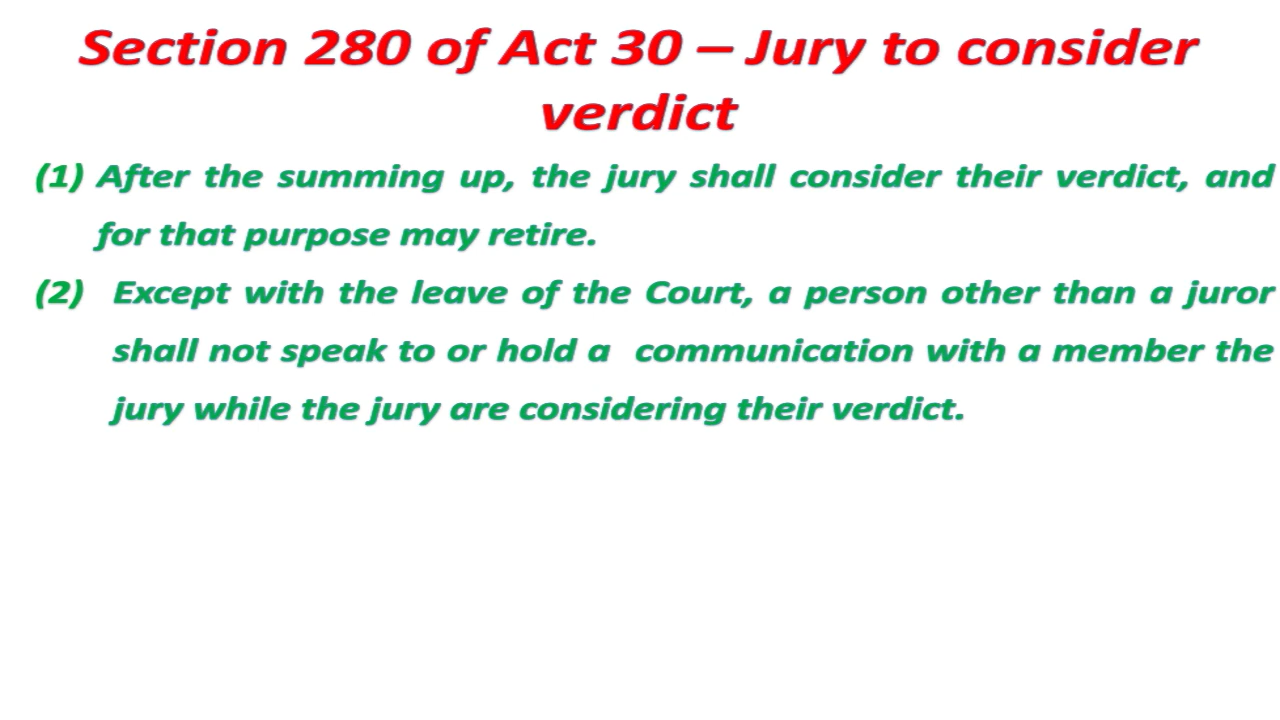 Section 280 of Act 30 – Jury to consider
verdict
(1) After the summing up, the jury shall consider their verdict, and
for that purpose may retire.
(2) Except with the leave of the Court, a person other than a juror
shall not speak to or hold a communication with a member the
jury while the jury are considering their verdict.